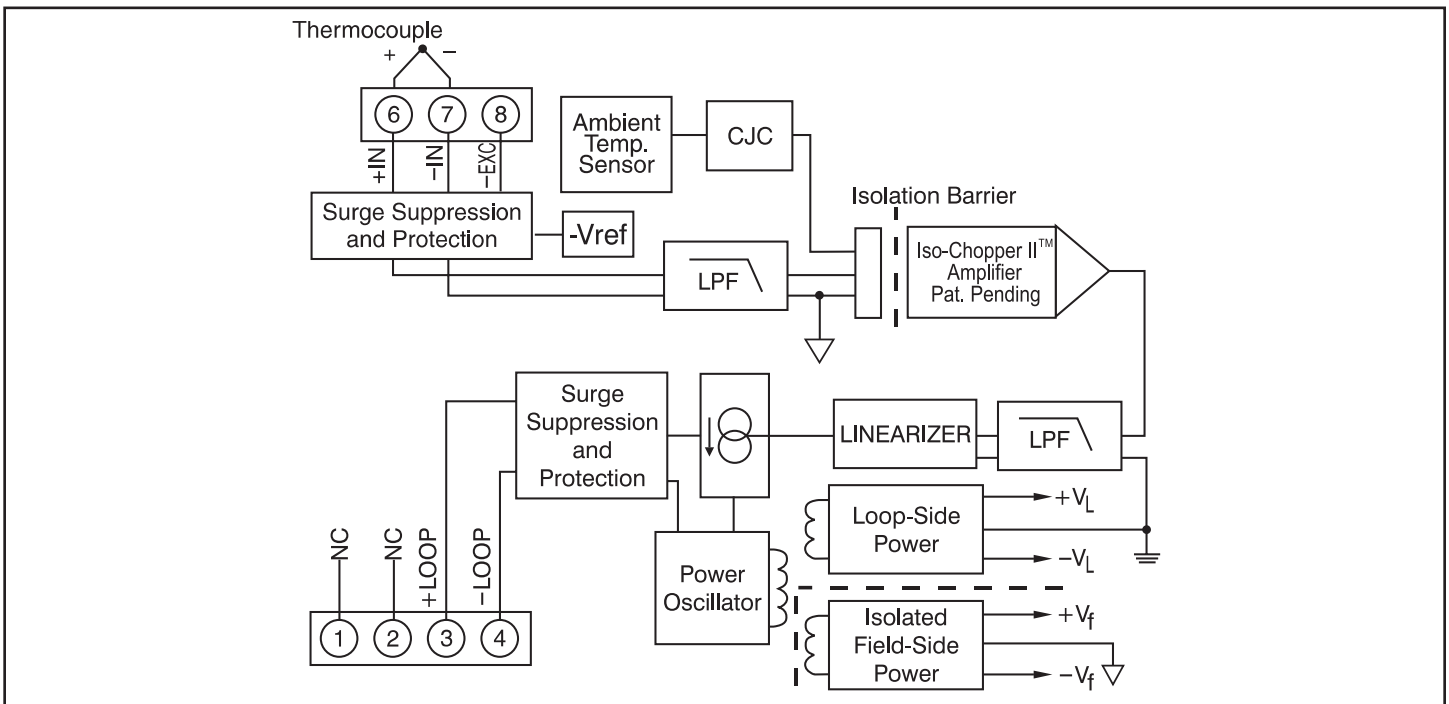 Thermocouple
+ −
6 7 8
+IN
−IN
−EXC
Surge Suppression
and Protection
-Vref
Ambient
Temp.
Sensor
CJC
LPF
Isolation Barrier
Iso-Chopper II™
Amplifier
Pat. Pending
Surge
Suppression
and
Protection
LINEARIZER
LPF
Loop-Side
Power
+VL
−VL
Power
Oscillator
Isolated
Field-Side
Power
+Vf
−Vf
NC
NC
+LOOP
−LOOP
1 2 3 4